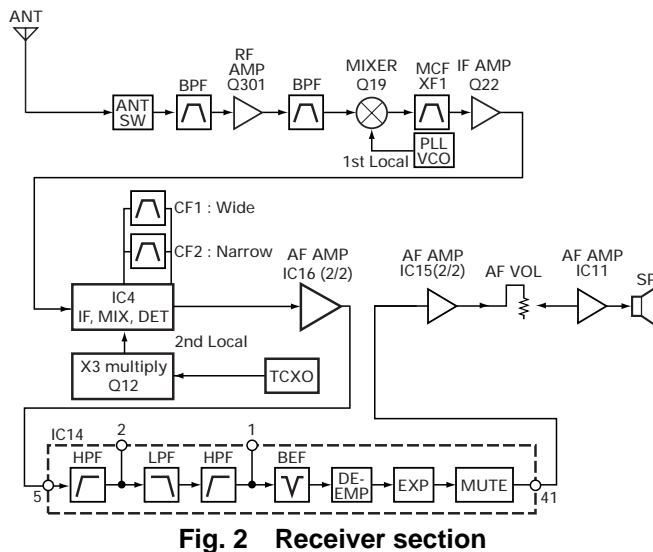 ANT
ANT
SW
BPF
RF
AMP
Q301
BPF
MIXER
Q19
MCF
XF1
IF AMP
Q22
1st Local
PLL
VCO
CF1 : Wide
CF2 : Narrow
IC4
IF, MIX, DET
AF AMP
IC16 (2/2)
2nd Local
X3 multiply
Q12
TCXO
AF AMP
IC15(2/2)
AF VOL
AF AMP
IC11
SP
IC14
5
HPF
2
LPF
HPF
1
BEF
DE-
EMP
EXP
MUTE
41
Fig. 2 Receiver section